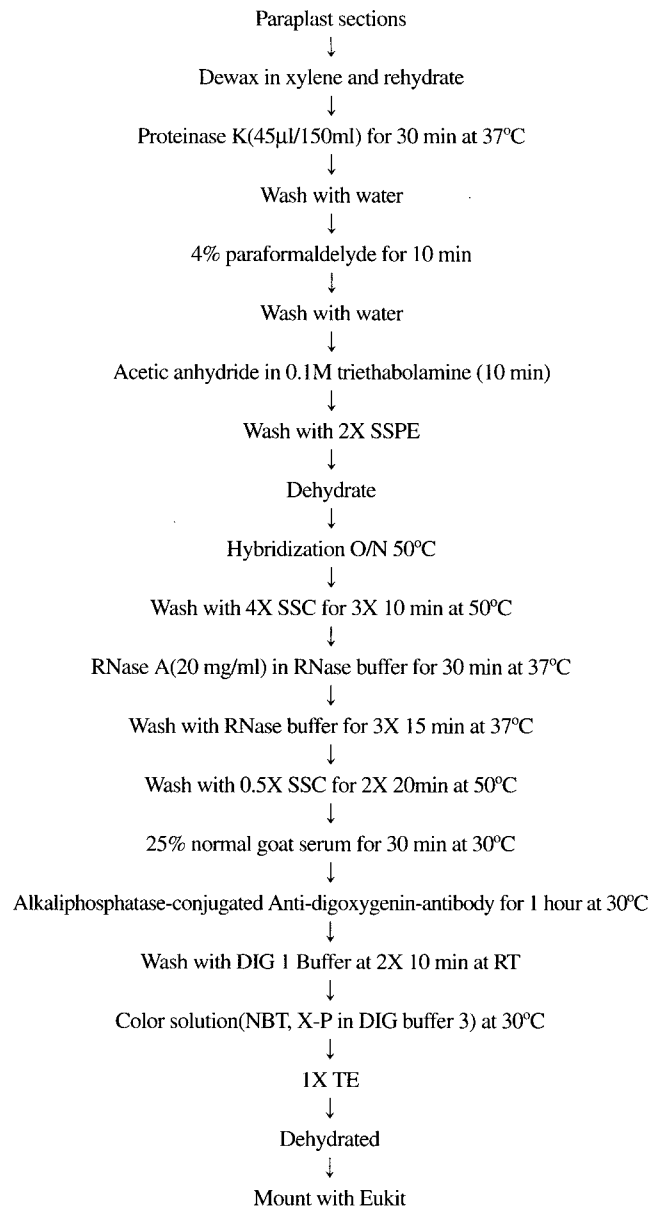 Paraplast sections
↓
Dewax in xylene and rehydrate
↓
Proteinase K(45μl/150ml) for 30 min at 37°C
↓
Wash with water
↓
4% paraformaldelyde for 10 min
↓
Wash with water
↓
Acetic anhydride in 0.1M triethabolamine (10 min)
↓
Wash with 2X SSPE
↓
Dehydrate
↓
Hybridization O/N 50°C
↓
Wash with 4X SSC for 3X 10 min at 50°C
↓
RNase A(20 mg/ml) in RNase buffer for 30 min at 37°C
↓
Wash with RNase buffer for 3X 15 min at 37°C
↓
Wash with 0.5X SSC for 2X 20min at 50°C
↓
25% normal goat serum for 30 min at 30°C
↓
Alkaliphosphatase-conjugated Anti-digoxygenin-antibody for 1 hour at 30°C
↓
Wash with DIG 1 Buffer at 2X 10 min at RT
↓
Color solution(NBT, X-P in DIG buffer 3) at 30°C
↓
1X TE
↓
Dehydrated
↓
Mount with Eukit